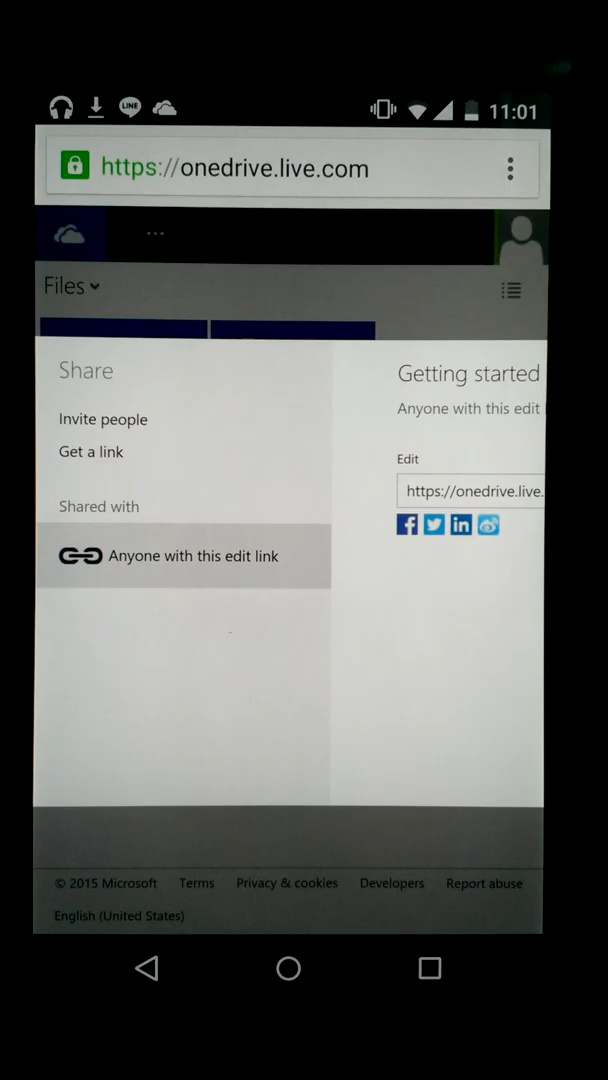 LINE
11:01
https://onedrive.live.com
...
Files
Share
Invite people
Get a link
Shared with
Anyone with this edit link
Getting started
Anyone with this edit
Edit
https://onedrive.live.
© 2015 Microsoft Terms Privacy & cookies Developers Report abuse
English (United States)